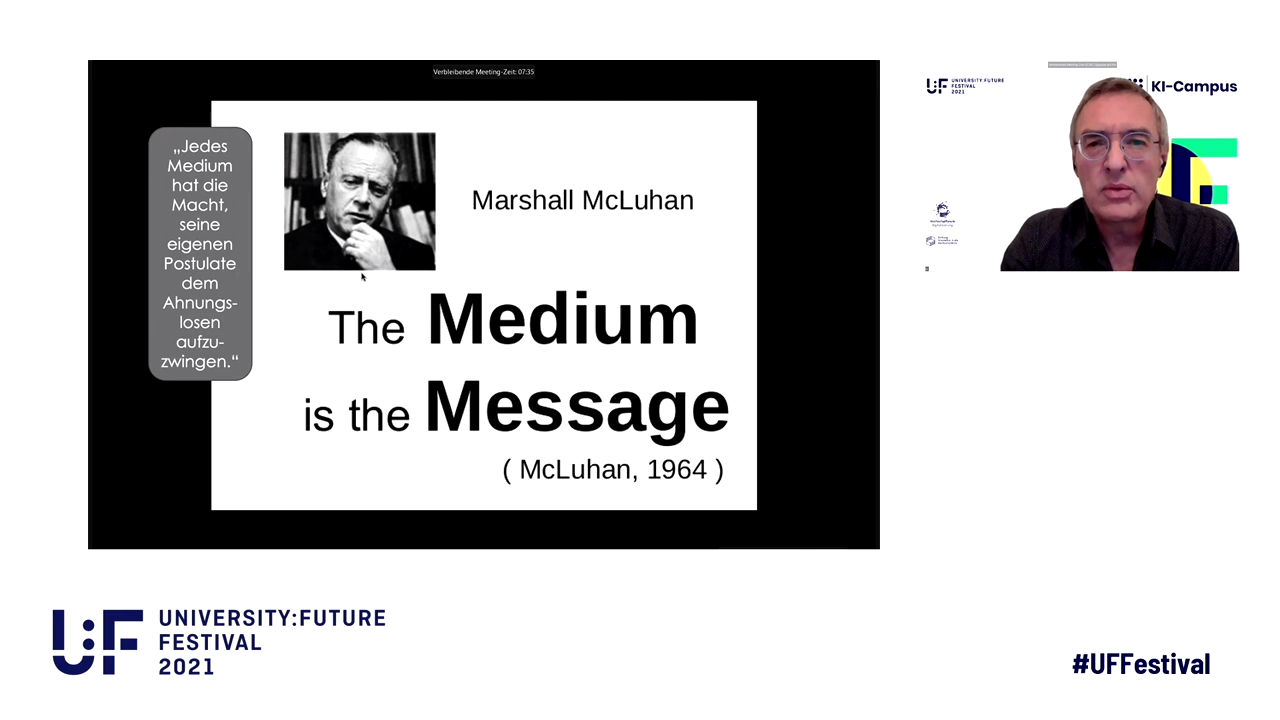 Verbleibende Meeting-Zeit: 07:35
„Jedes
Medium
hat die
Macht,
seine
eigenen
Postulate
dem
Ahnungs-
losen
aufzu-
zwingen.“
Marshall McLuhan
The Medium
is the Message
( McLuhan, 1964 )
U:F UNIVERSITY:FUTURE
FESTIVAL
2021
KI-Campus
U:F UNIVERSITY:FUTURE
FESTIVAL
2021
#UFFestival